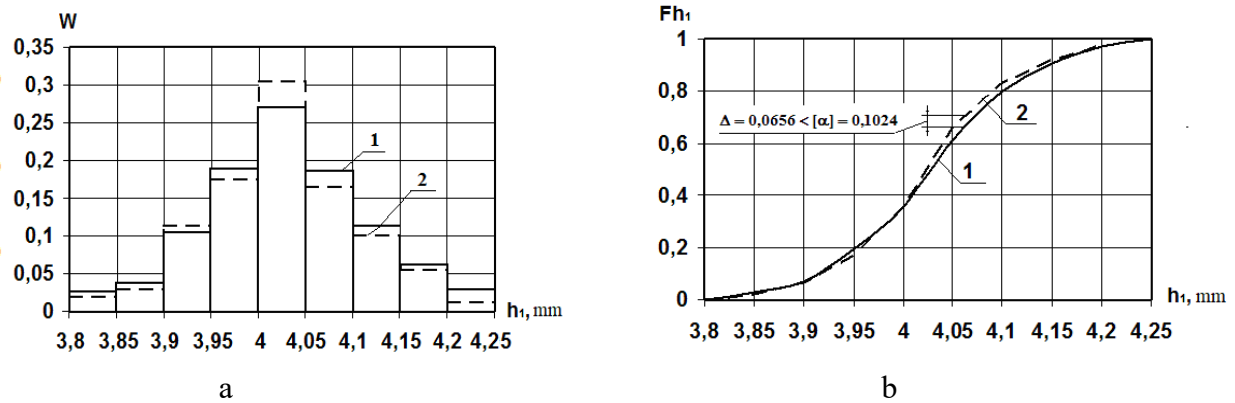 W
0,35
0,3
0,25
0,2
0,15
0,1
0,05
0
1
2
h₁, mm
3,8 3,85 3,9 3,95 4 4,05 4,1 4,15 4,2 4,25
a
Fh₁
1
0,8
0,6
0,4
0,2
0
Δ = 0,0656 < [α] = 0,1024
2
1
h₁, mm
3,8 3,85 3,9 3,95 4 4,05 4,1 4,15 4,2 4,25
b